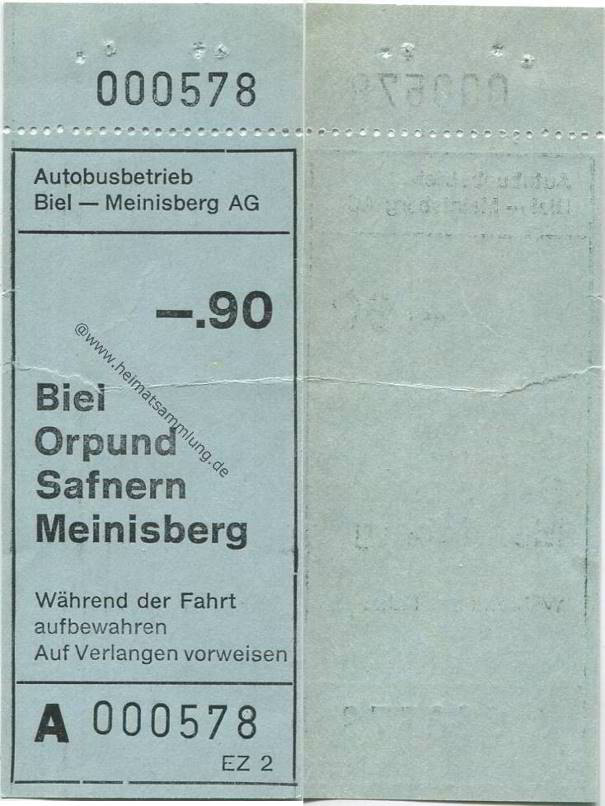 000578
Autobusbetrieb
Biel — Meinisberg AG
—.90
@www.heimatsammlung.de
Biel
Orpund
Safnern
Meinisberg
Während der Fahrt
aufbewahren
Auf Verlangen vorweisen
A 000578
EZ 2